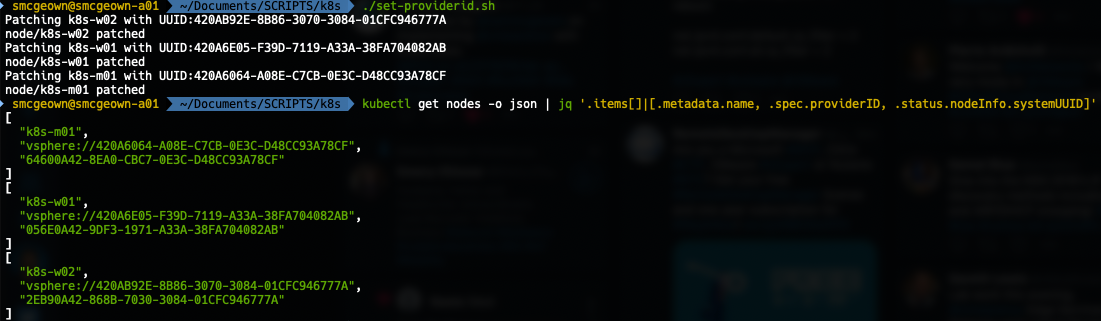 smcgeown@smcgeown-a01 ~/Documents/SCRIPTS/k8s ./set-providerid.sh
Patching k8s-w02 with UUID:420AB92E-8B86-3070-3084-01CFC946777A
node/k8s-w02 patched
Patching k8s-w01 with UUID:420A6E05-F39D-7119-A33A-38FA704082AB
node/k8s-w01 patched
Patching k8s-m01 with UUID:420A6064-A08E-C7CB-0E3C-D48CC93A78CF
node/k8s-m01 patched
smcgeown@smcgeown-a01 ~/Documents/SCRIPTS/k8s kubectl get nodes -o json | jq '.items[]|[.metadata.name, .spec.providerID, .status.nodeInfo.systemUUID]'
[
"k8s-m01",
"vsphere://420A6064-A08E-C7CB-0E3C-D48CC93A78CF",
"64600A42-8EA0-CBC7-0E3C-D48CC93A78CF"
]
[
"k8s-w01",
"vsphere://420A6E05-F39D-7119-A33A-38FA704082AB",
"056E0A42-9DF3-1971-A33A-38FA704082AB"
]
[
"k8s-w02",
"vsphere://420AB92E-8B86-3070-3084-01CFC946777A",
"2EB90A42-868B-7030-3084-01CFC946777A"
]